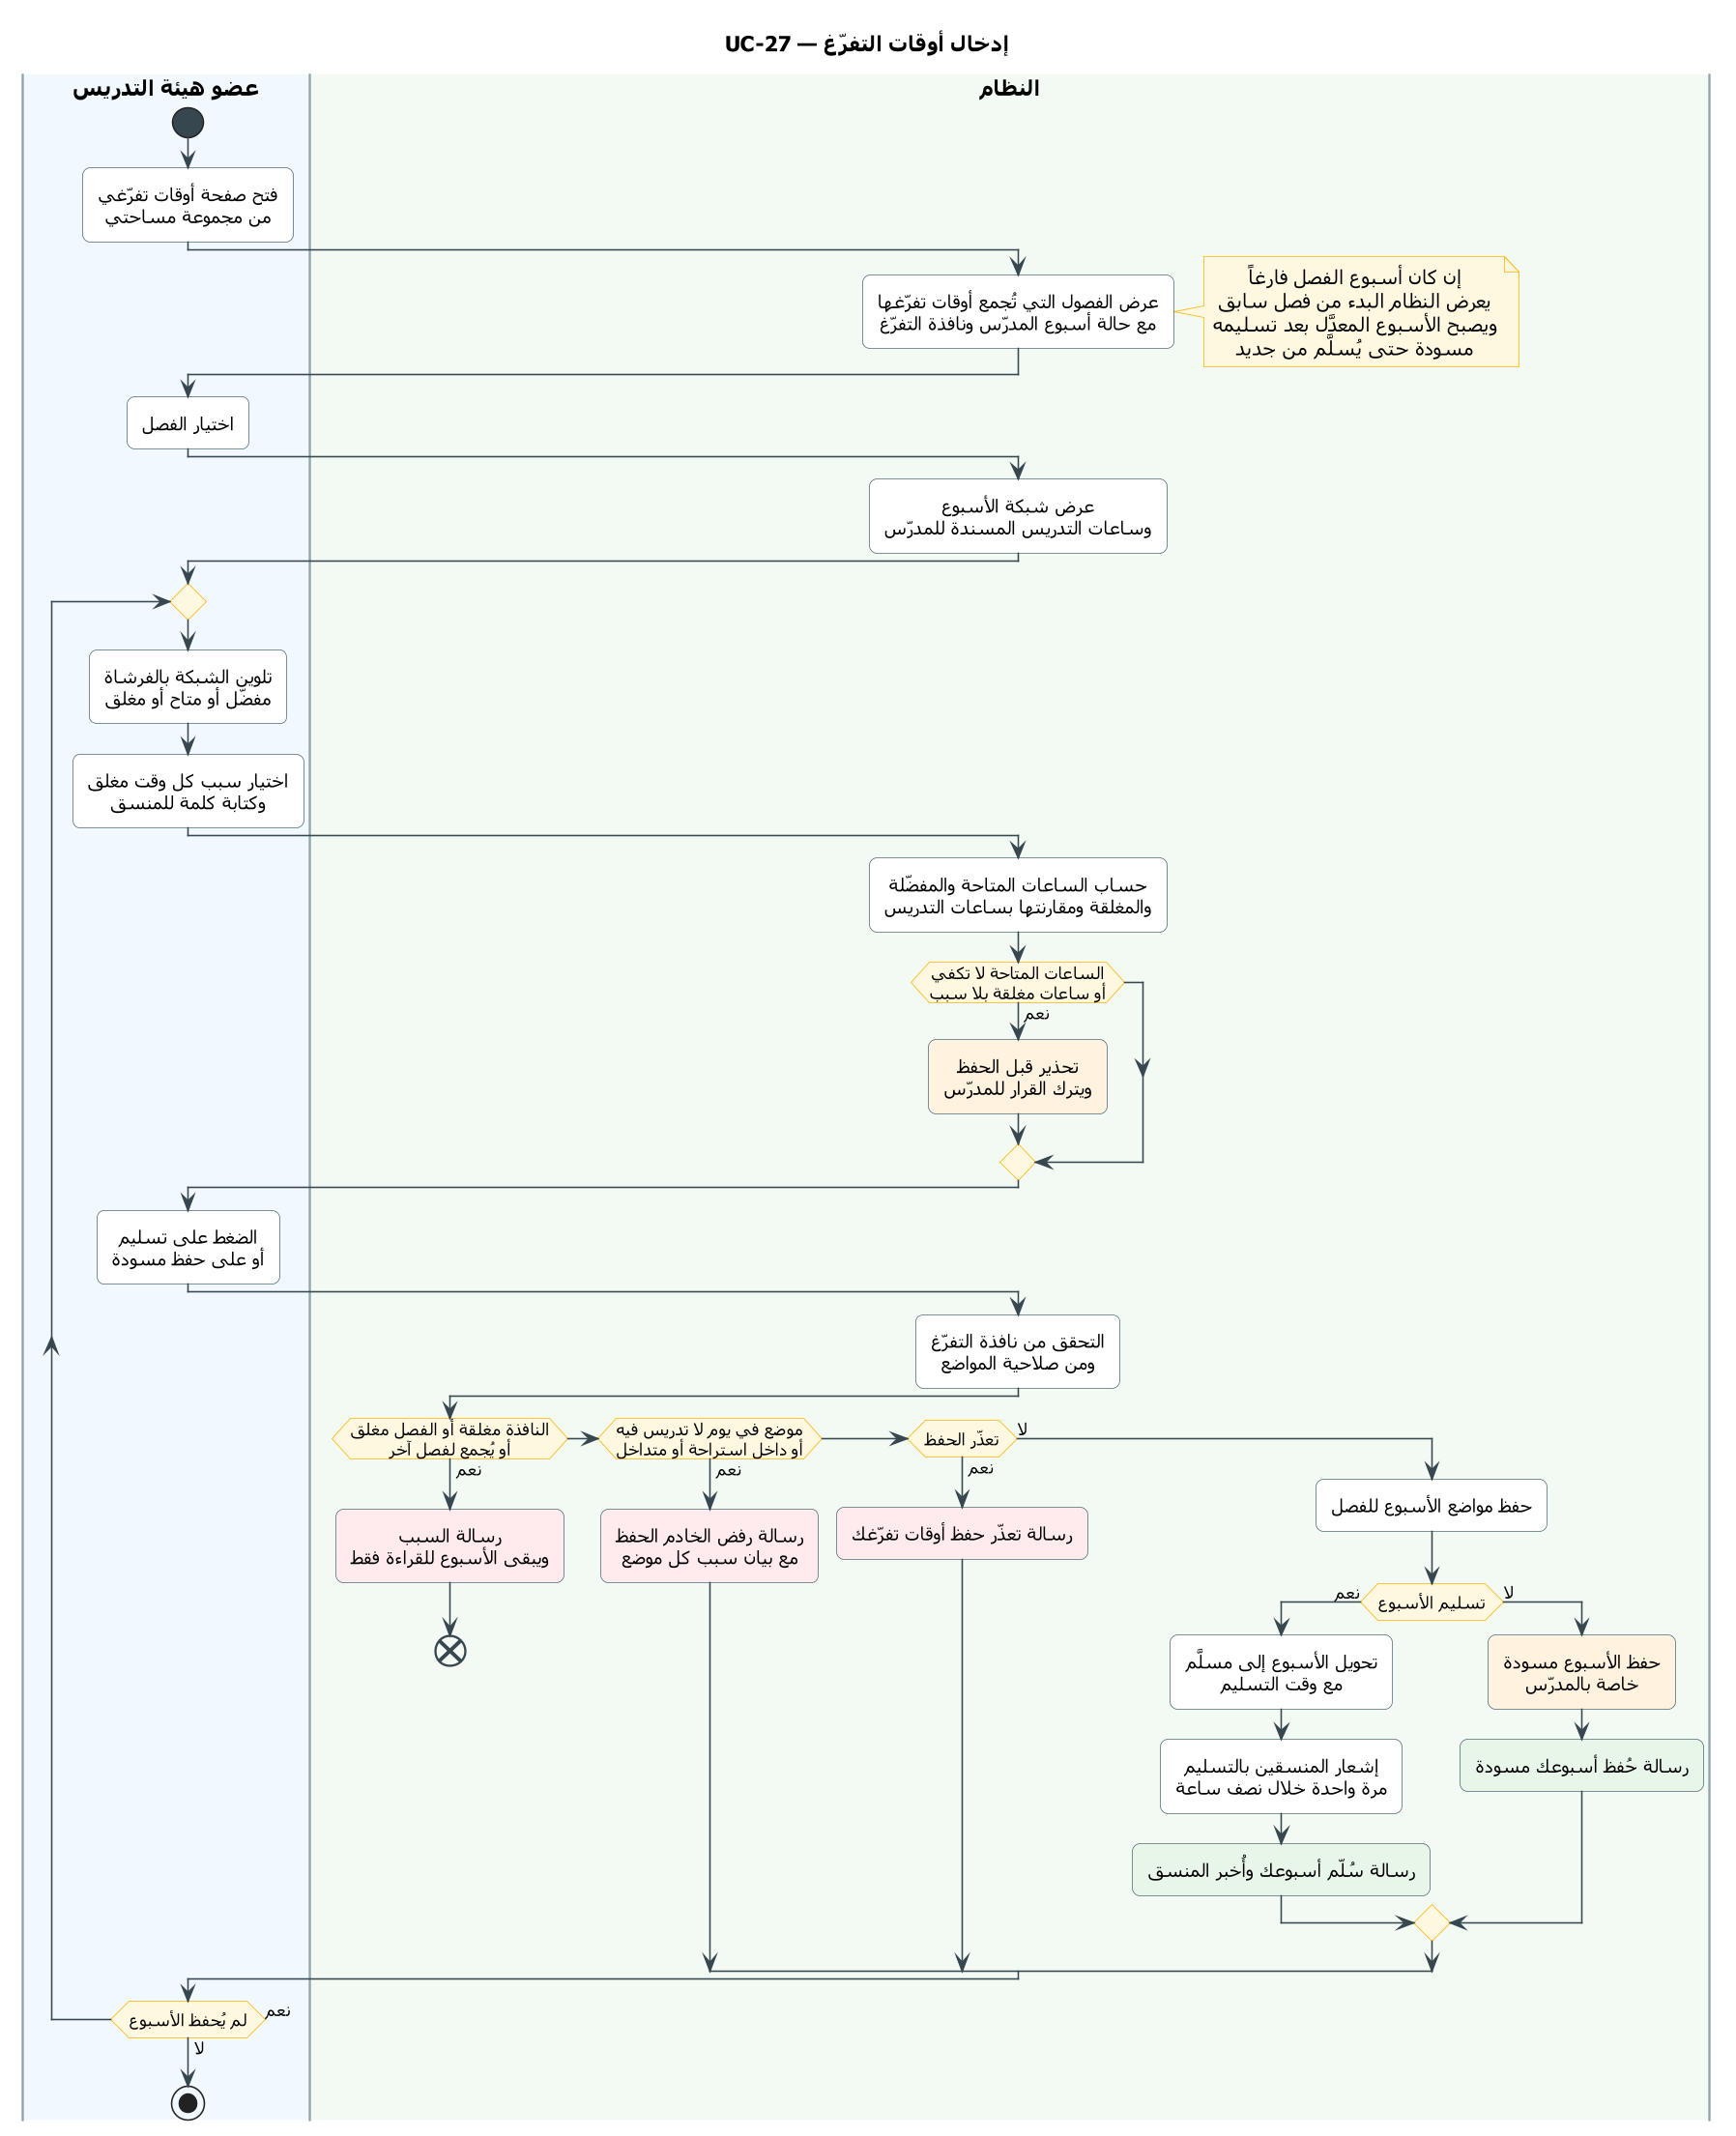 إدخال أوقات التفرّغ — UC-27
عضو هيئة التدريس
النظام
فتح صفحة أوقات تفرّغي
من مجموعة مساحتي
عرض الفصول التي تُجمع أوقات تفرّغها
مع حالة أسبوع المدرّس ونافذة التفرّغ
إن كان أسبوع الفصل فارغاً
يعرض النظام البدء من فصل سابق
ويصبح الأسبوع المعدَّل بعد تسليمه
مسودة حتى يُسلَّم من جديد
اختيار الفصل
عرض شبكة الأسبوع
وساعات التدريس المسندة للمدرّس
تلوين الشبكة بالفرشاة
مفضّل أو متاح أو مغلق
اختيار سبب كل وقت مغلق
وكتابة كلمة للمنسق
حساب الساعات المتاحة والمفضّلة
والمغلقة ومقارنتها بساعات التدريس
الساعات المتاحة لا تكفي
أو ساعات مغلقة بلا سبب
نعم
تحذير قبل الحفظ
ويترك القرار للمدرّس
الضغط على تسليم
أو على حفظ مسودة
التحقق من نافذة التفرّغ
ومن صلاحية المواضع
النافذة مغلقة أو الفصل مغلق
أو يُجمع لفصل آخر
نعم
موضع في يوم لا تدريس فيه
أو داخل استراحة أو متداخل
نعم
تعذّر الحفظ
لا
نعم
رسالة السبب
ويبقى الأسبوع للقراءة فقط
رسالة رفض الخادم الحفظ
مع بيان سبب كل موضع
رسالة تعذّر حفظ أوقات تفرّغك
حفظ مواضع الأسبوع للفصل
تسليم الأسبوع
نعم
لا
تحويل الأسبوع إلى مسلَّم
مع وقت التسليم
حفظ الأسبوع مسودة
خاصة بالمدرّس
إشعار المنسقين بالتسليم
مرة واحدة خلال نصف ساعة
رسالة حُفظ أسبوعك مسودة
رسالة سُلّم أسبوعك وأُخبر المنسق
لم يُحفظ الأسبوع
نعم
لا